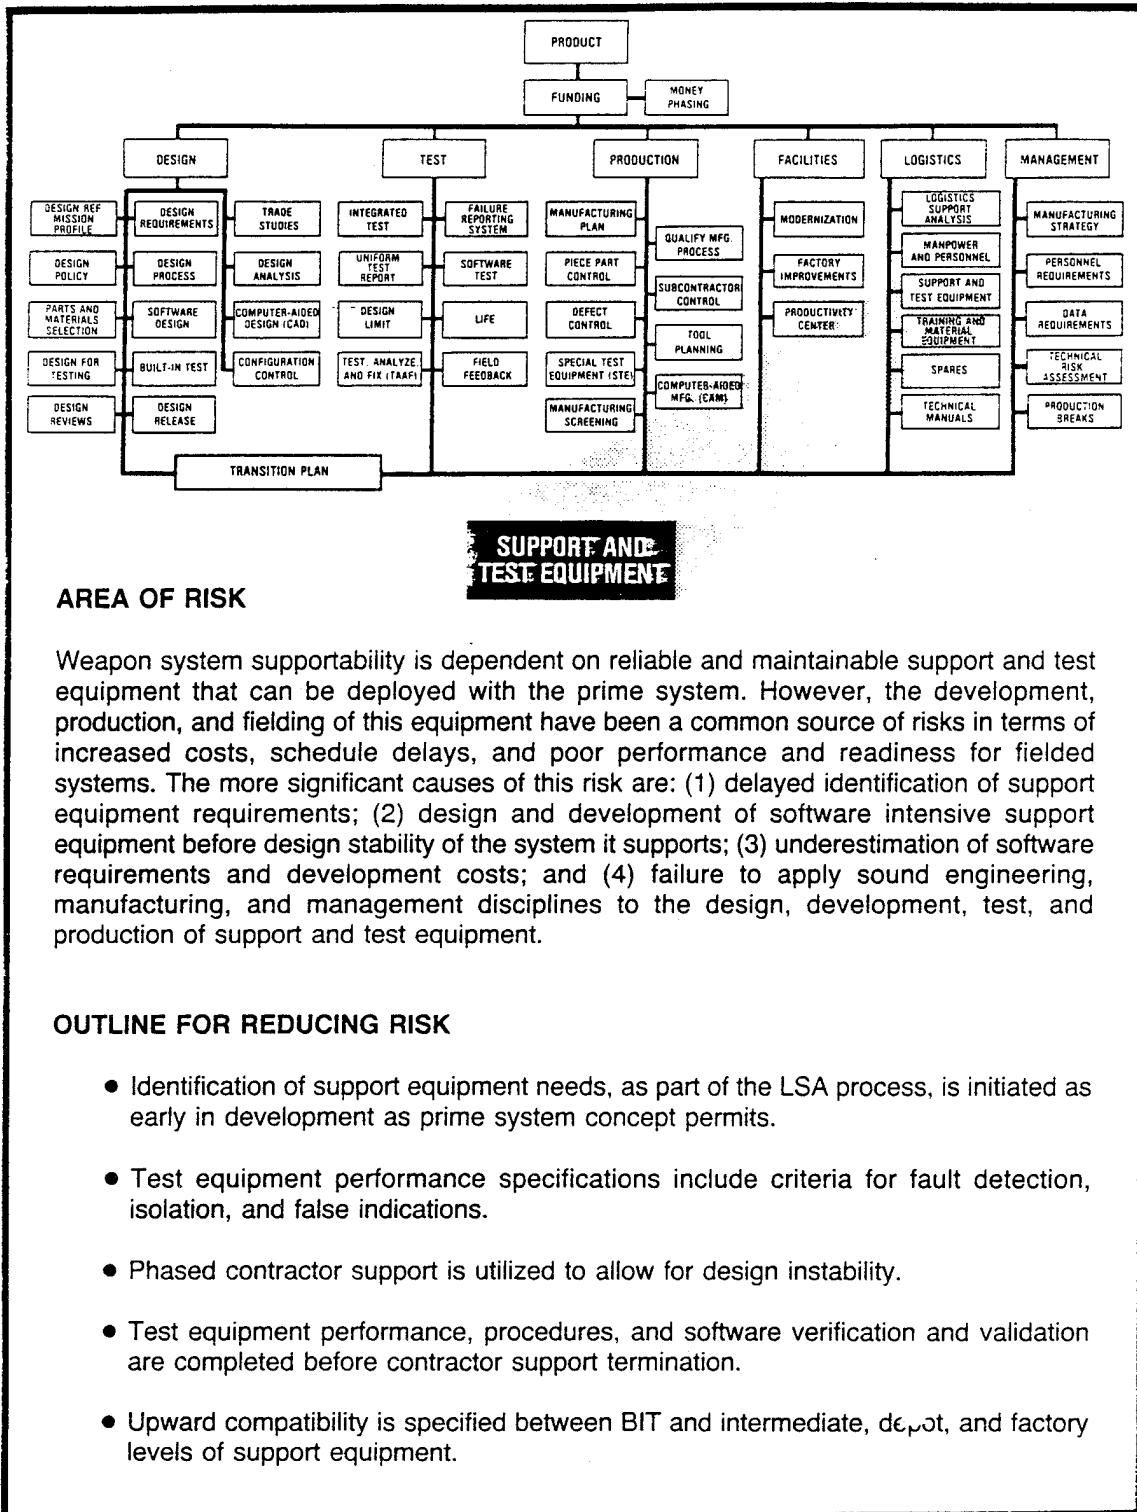 PRODUCT
FUNDING
MONEY
PHASING
DESIGN
TEST
PRODUCTION
FACILITIES
LOGISTICS
MANAGEMENT
DESIGN REF
MISSION
PROFILE
DESIGN
POLICY
PARTS AND
MATERIALS
SELECTION
DESIGN FOR
TESTING
DESIGN
REVIEWS
DESIGN
REQUIREMENTS
DESIGN
PROCESS
SOFTWARE
DESIGN
BUILT-IN TEST
DESIGN
RELEASE
TRADE
STUDIES
DESIGN
ANALYSIS
COMPUTER-AIDED
DESIGN (CAD)
CONFIGURATION
CONTROL
INTEGRATED
TEST
UNIFORM
TEST
REPORT
DESIGN
LIMIT
TEST, ANALYZE,
AND FIX (TAAF)
FAILURE
REPORTING
SYSTEM
SOFTWARE
TEST
LIFE
FIELD
FEEDBACK
MANUFACTURING
PLAN
PIECE PART
CONTROL
DEFECT
CONTROL
SPECIAL TEST
EQUIPMENT (STE)
MANUFACTURING
SCREENING
QUALIFY MFG.
PROCESS
SUBCONTRACTOR
CONTROL
TOOL
PLANNING
COMPUTER-AIDED
MFG. (CAM)
MODERNIZATION
FACTORY
IMPROVEMENTS
PRODUCTIVITY
CENTER
LOGISTICS
SUPPORT
ANALYSIS
MANPOWER
AND PERSONNEL
SUPPORT AND
TEST EQUIPMENT
TRAINING AND
MATERIAL
EQUIPMENT
SPARES
TECHNICAL
MANUALS
MANUFACTURING
STRATEGY
PERSONNEL
REQUIREMENTS
DATA
REQUIREMENTS
TECHNICAL
RISK
ASSESSMENT
PRODUCTION
BREAKS
TRANSITION PLAN
SUPPORT AND
TEST EQUIPMENT
AREA OF RISK
Weapon system supportability is dependent on reliable and maintainable support and test
equipment that can be deployed with the prime system. However, the development,
production, and fielding of this equipment have been a common source of risks in terms of
increased costs, schedule delays, and poor performance and readiness for fielded
systems. The more significant causes of this risk are: (1) delayed identification of support
equipment requirements; (2) design and development of software intensive support
equipment before design stability of the system it supports; (3) underestimation of software
requirements and development costs; and (4) failure to apply sound engineering,
manufacturing, and management disciplines to the design, development, test, and
production of support and test equipment.
OUTLINE FOR REDUCING RISK
● Identification of support equipment needs, as part of the LSA process, is initiated as
early in development as prime system concept permits.
● Test equipment performance specifications include criteria for fault detection,
isolation, and false indications.
● Phased contractor support is utilized to allow for design instability.
● Test equipment performance, procedures, and software verification and validation
are completed before contractor support termination.
● Upward compatibility is specified between BIT and intermediate, depot, and factory
levels of support equipment.